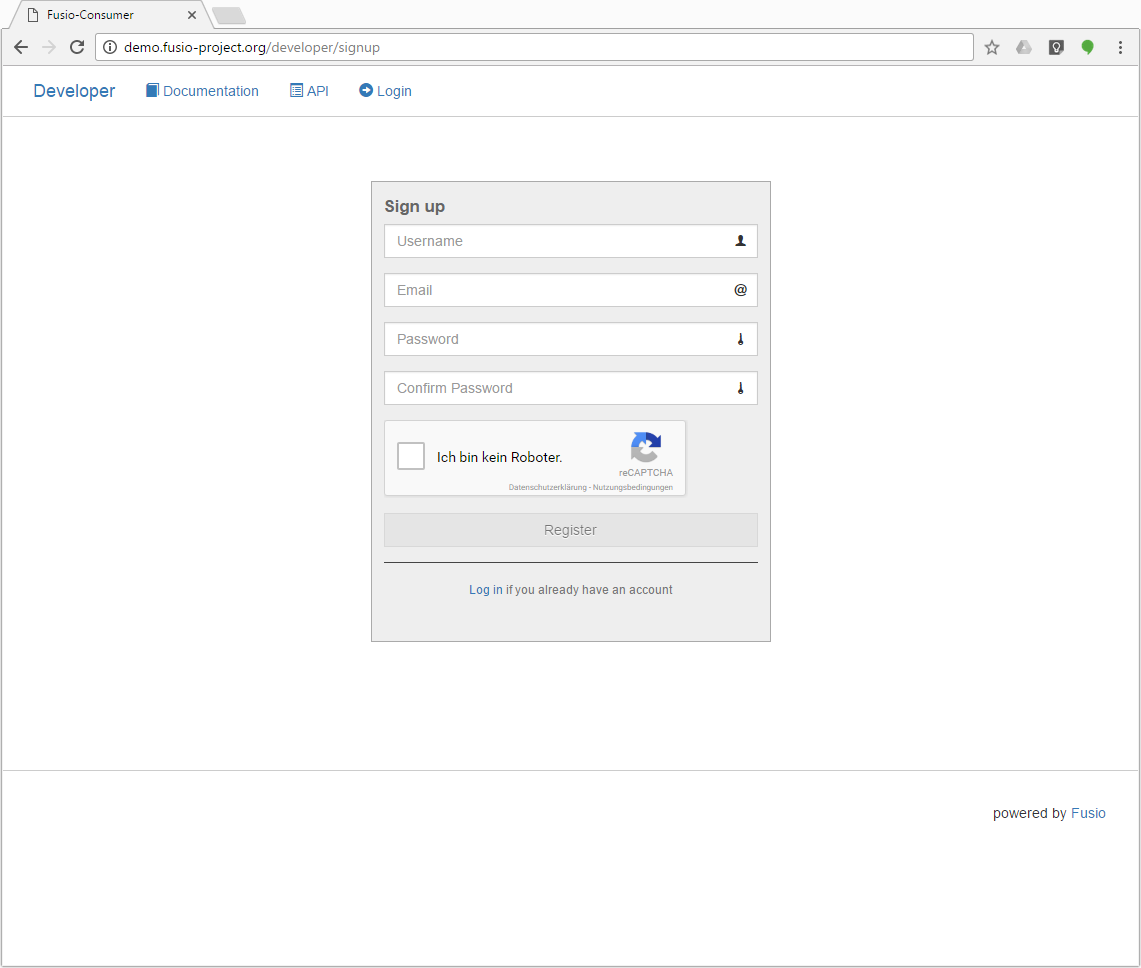 Fusio-Consumer
demo.fusio-project.org/developer/signup
Developer Documentation API Login
Sign up
Username
Email @
Password
Confirm Password
Ich bin kein Roboter.
reCAPTCHA
Datenschutzerklärung - Nutzungsbedingungen
Register
Log in if you already have an account
powered by Fusio